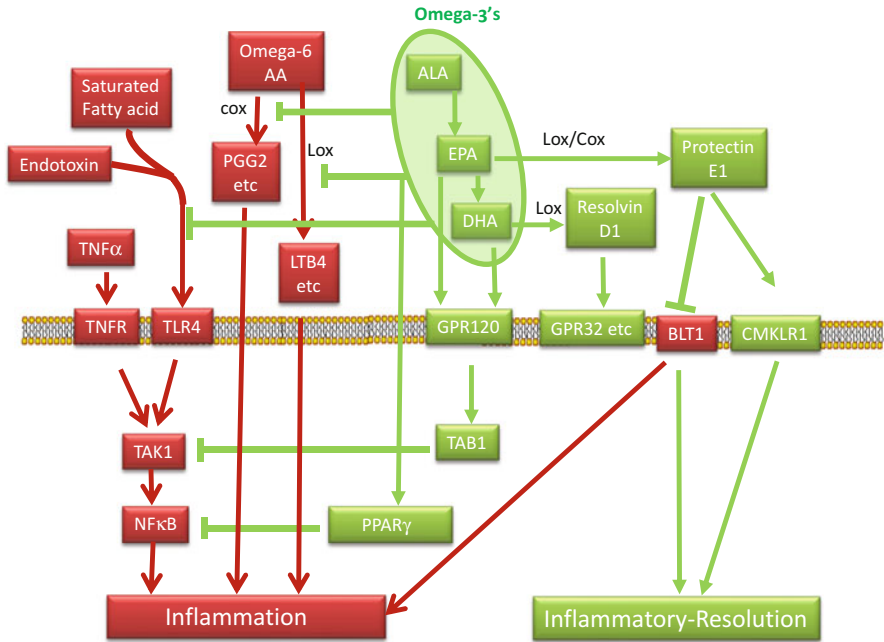 Omega-3's
Omega-6
AA
ALA
Saturated
Fatty acid
cox
Lox/Cox
Protectin
E1
Endotoxin
PGG2
etc
Lox
EPA
DHA
Lox
Resolvin
D1
TNFα
LTB4
etc
TNFR
TLR4
GPR120
GPR32 etc
BLT1
CMKLR1
TAK1
TAB1
NFκB
PPARγ
Inflammation
Inflammatory-Resolution